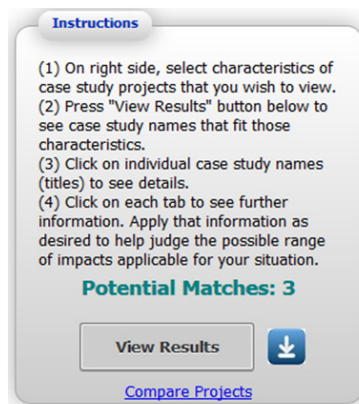 Instructions
(1) On right side, select characteristics of
case study projects that you wish to view.
(2) Press "View Results" button below to
see case study names that fit those
characteristics.
(3) Click on individual case study names
(titles) to see details.
(4) Click on each tab to see further
information. Apply that information as
desired to help judge the possible range
of impacts applicable for your situation.
Potential Matches: 3
View Results
Compare Projects